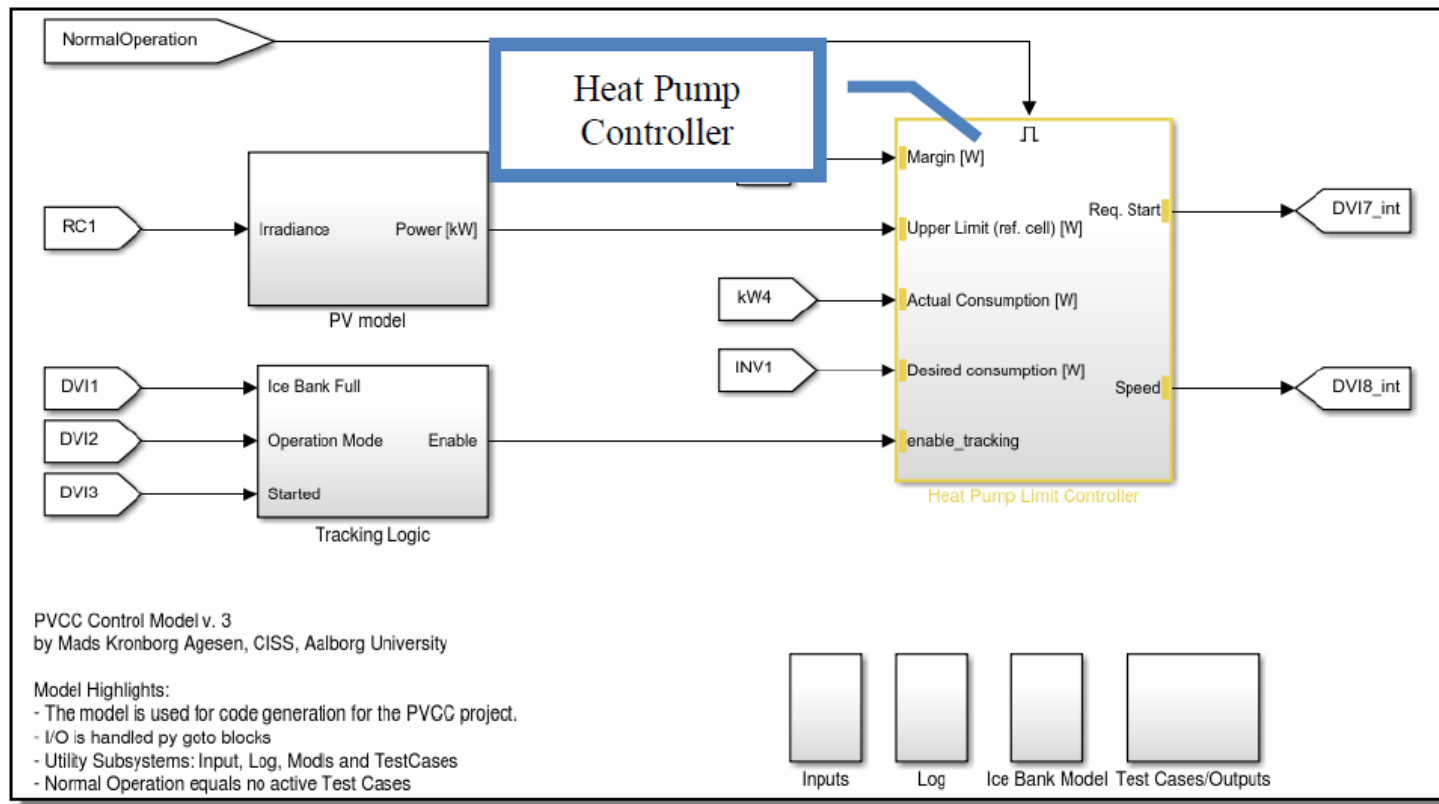 NormalOperation
Heat Pump
Controller
Margin [W]
Req. Start
DVI7_int
RC1
Irradiance
Power [kW]
Upper Limit (ref. cell) [W]
PV model
kW4
Actual Consumption [W]
INV1
Desired consumption [W]
Speed
DVI8_int
DVI1
Ice Bank Full
DVI2
Operation Mode
Enable
enable_tracking
DVI3
Started
Tracking Logic
Heat Pump Limit Controller
PVCC Control Model v. 3
by Mads Kronborg Agesen, CISS, Aalborg University
Model Highlights:
- The model is used for code generation for the PVCC project.
- I/O is handled py goto blocks
- Utility Subsystems: Input, Log, Modls and TestCases
- Normal Operation equals no active Test Cases
Inputs
Log
Ice Bank Model
Test Cases/Outputs